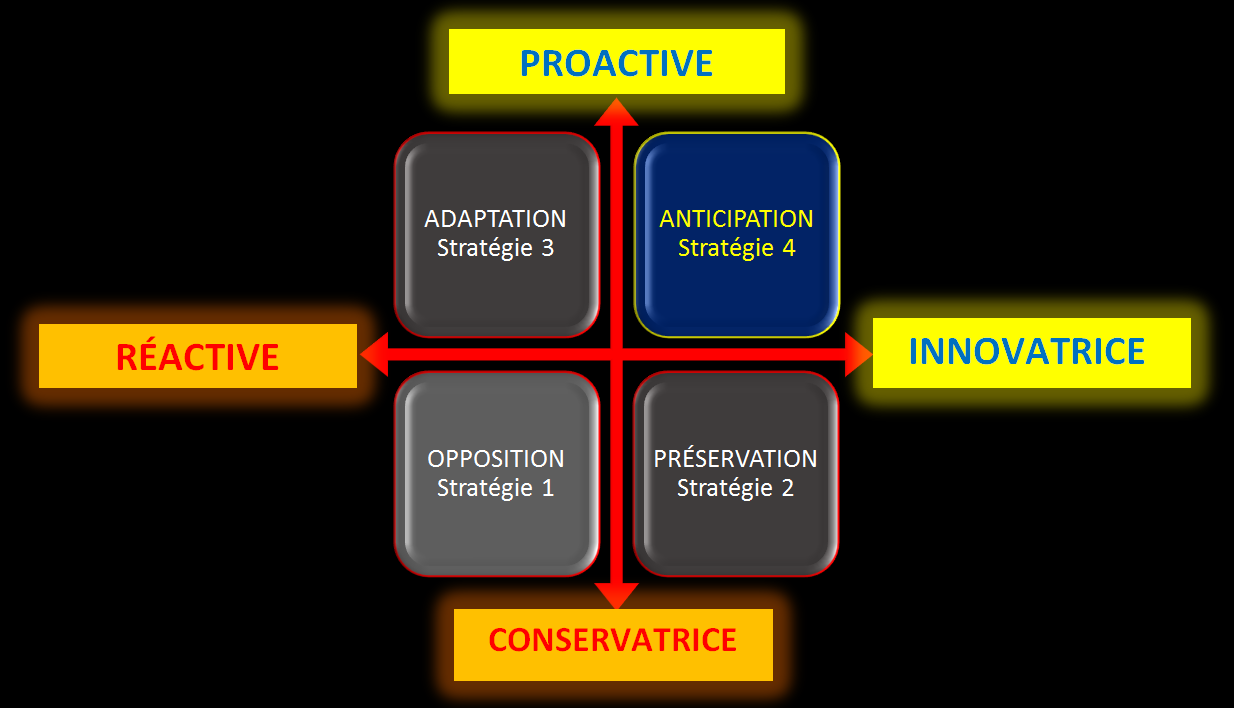 PROACTIVE
ADAPTATION
Stratégie 3
ANTICIPATION
Stratégie 4
RÉACTIVE
INNOVATRICE
OPPOSITION
Stratégie 1
PRÉSERVATION
Stratégie 2
CONSERVATRICE